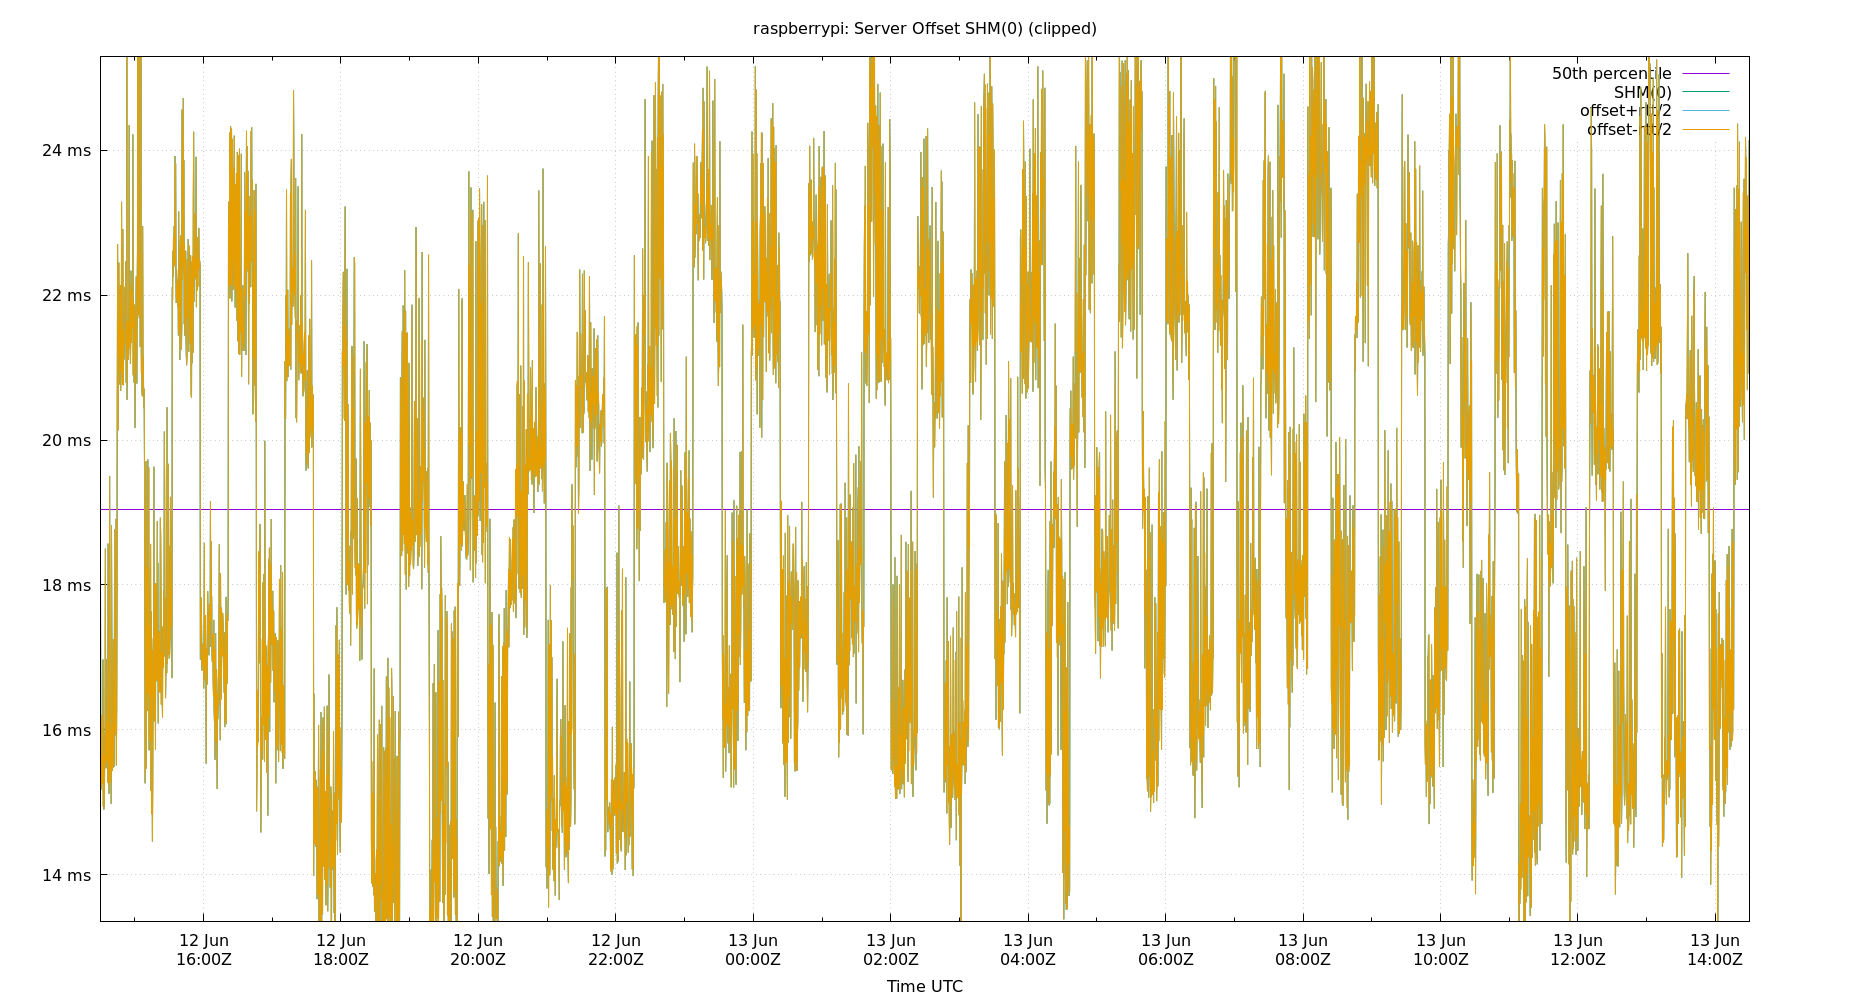 raspberrypi: Server Offset SHM(0) (clipped)
50th percentile
SHM(0)
offset+rtt/2
offset-rtt/2
24 ms
22 ms
20 ms
18 ms
16 ms
14 ms
12 Jun 12 Jun 12 Jun 12 Jun 13 Jun 13 Jun 13 Jun 13 Jun 13 Jun 13 Jun 13 Jun 13 Jun
16:00Z 18:00Z 20:00Z 22:00Z 00:00Z 02:00Z 04:00Z 06:00Z 08:00Z 10:00Z 12:00Z 14:00Z
Time UTC